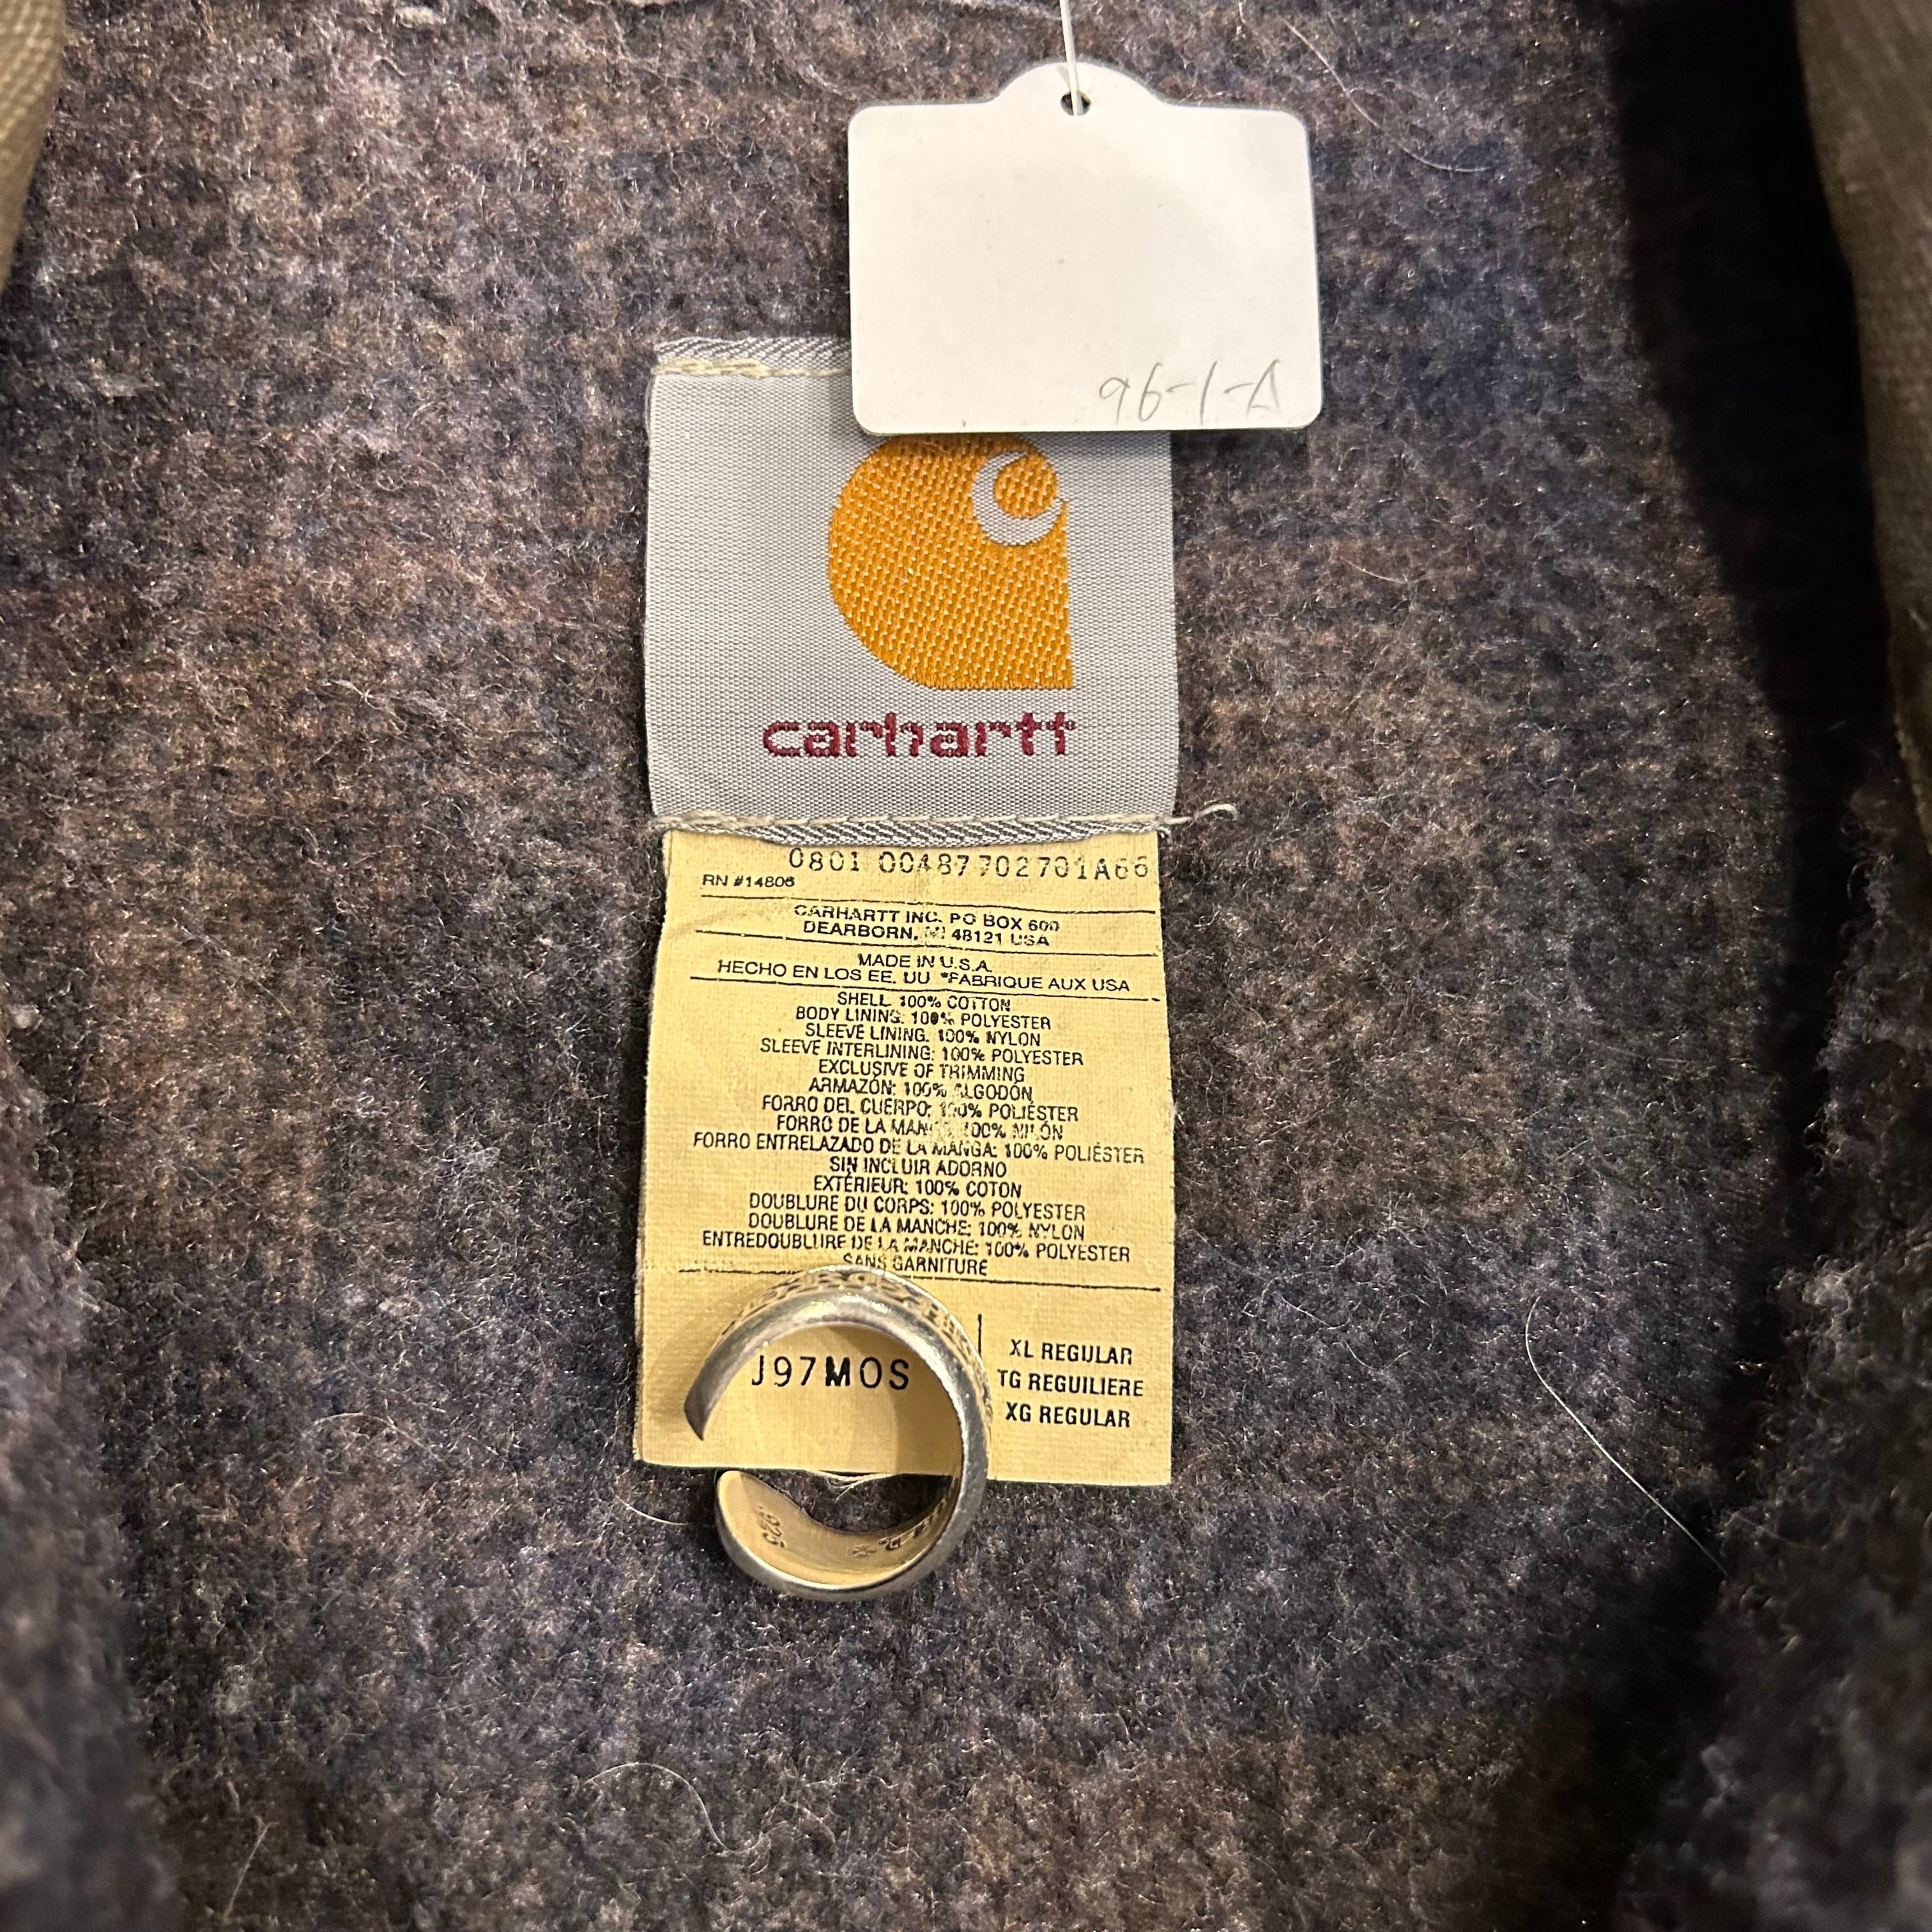 96-1-A
carhartt
0801 00487702701A66
RN #14806
CARHARTT INC. PO BOX 600
DEARBORN, MI 48121 USA
MADE IN U.S.A.
HECHO EN LOS EE. UU *FABRIQUE AUX USA
SHELL 100% COTTON
BODY LINING: 100% POLYESTER
SLEEVE LINING: 100% NYLON
SLEEVE INTERLINING: 100% POLYESTER
EXCLUSIVE OF TRIMMING
ARMAZÓN: 100% ALGODÓN
FORRO DEL CUERPO: 100% POLIÉSTER
FORRO DE LA MANGA: 100% NILÓN
FORRO ENTRELAZADO DE LA MANGA: 100% POLIÉSTER
SIN INCLUIR ADORNO
EXTÉRIEUR: 100% COTON
DOUBLURE DU CORPS: 100% POLYESTER
DOUBLURE DE LA MANCHE: 100% NYLON
ENTREDOUBLURE DE LA MANCHE: 100% POLYESTER
SANS GARNITURE
J97MOS
XL REGULAR
TG REGUILIERE
XG REGULAR
925